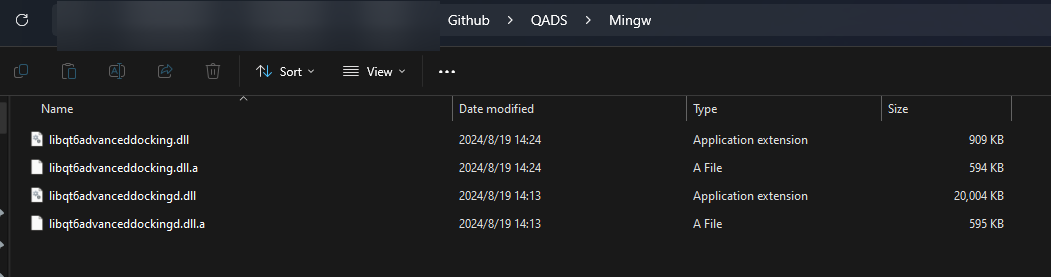 Github > QADS > Mingw
Sort View
Name Date modified Type Size
libqt6advanceddocking.dll 2024/8/19 14:24 Application extension 909 KB
libqt6advanceddocking.dll.a 2024/8/19 14:24 A File 594 KB
libqt6advanceddockingd.dll 2024/8/19 14:13 Application extension 20,004 KB
libqt6advanceddockingd.dll.a 2024/8/19 14:13 A File 595 KB